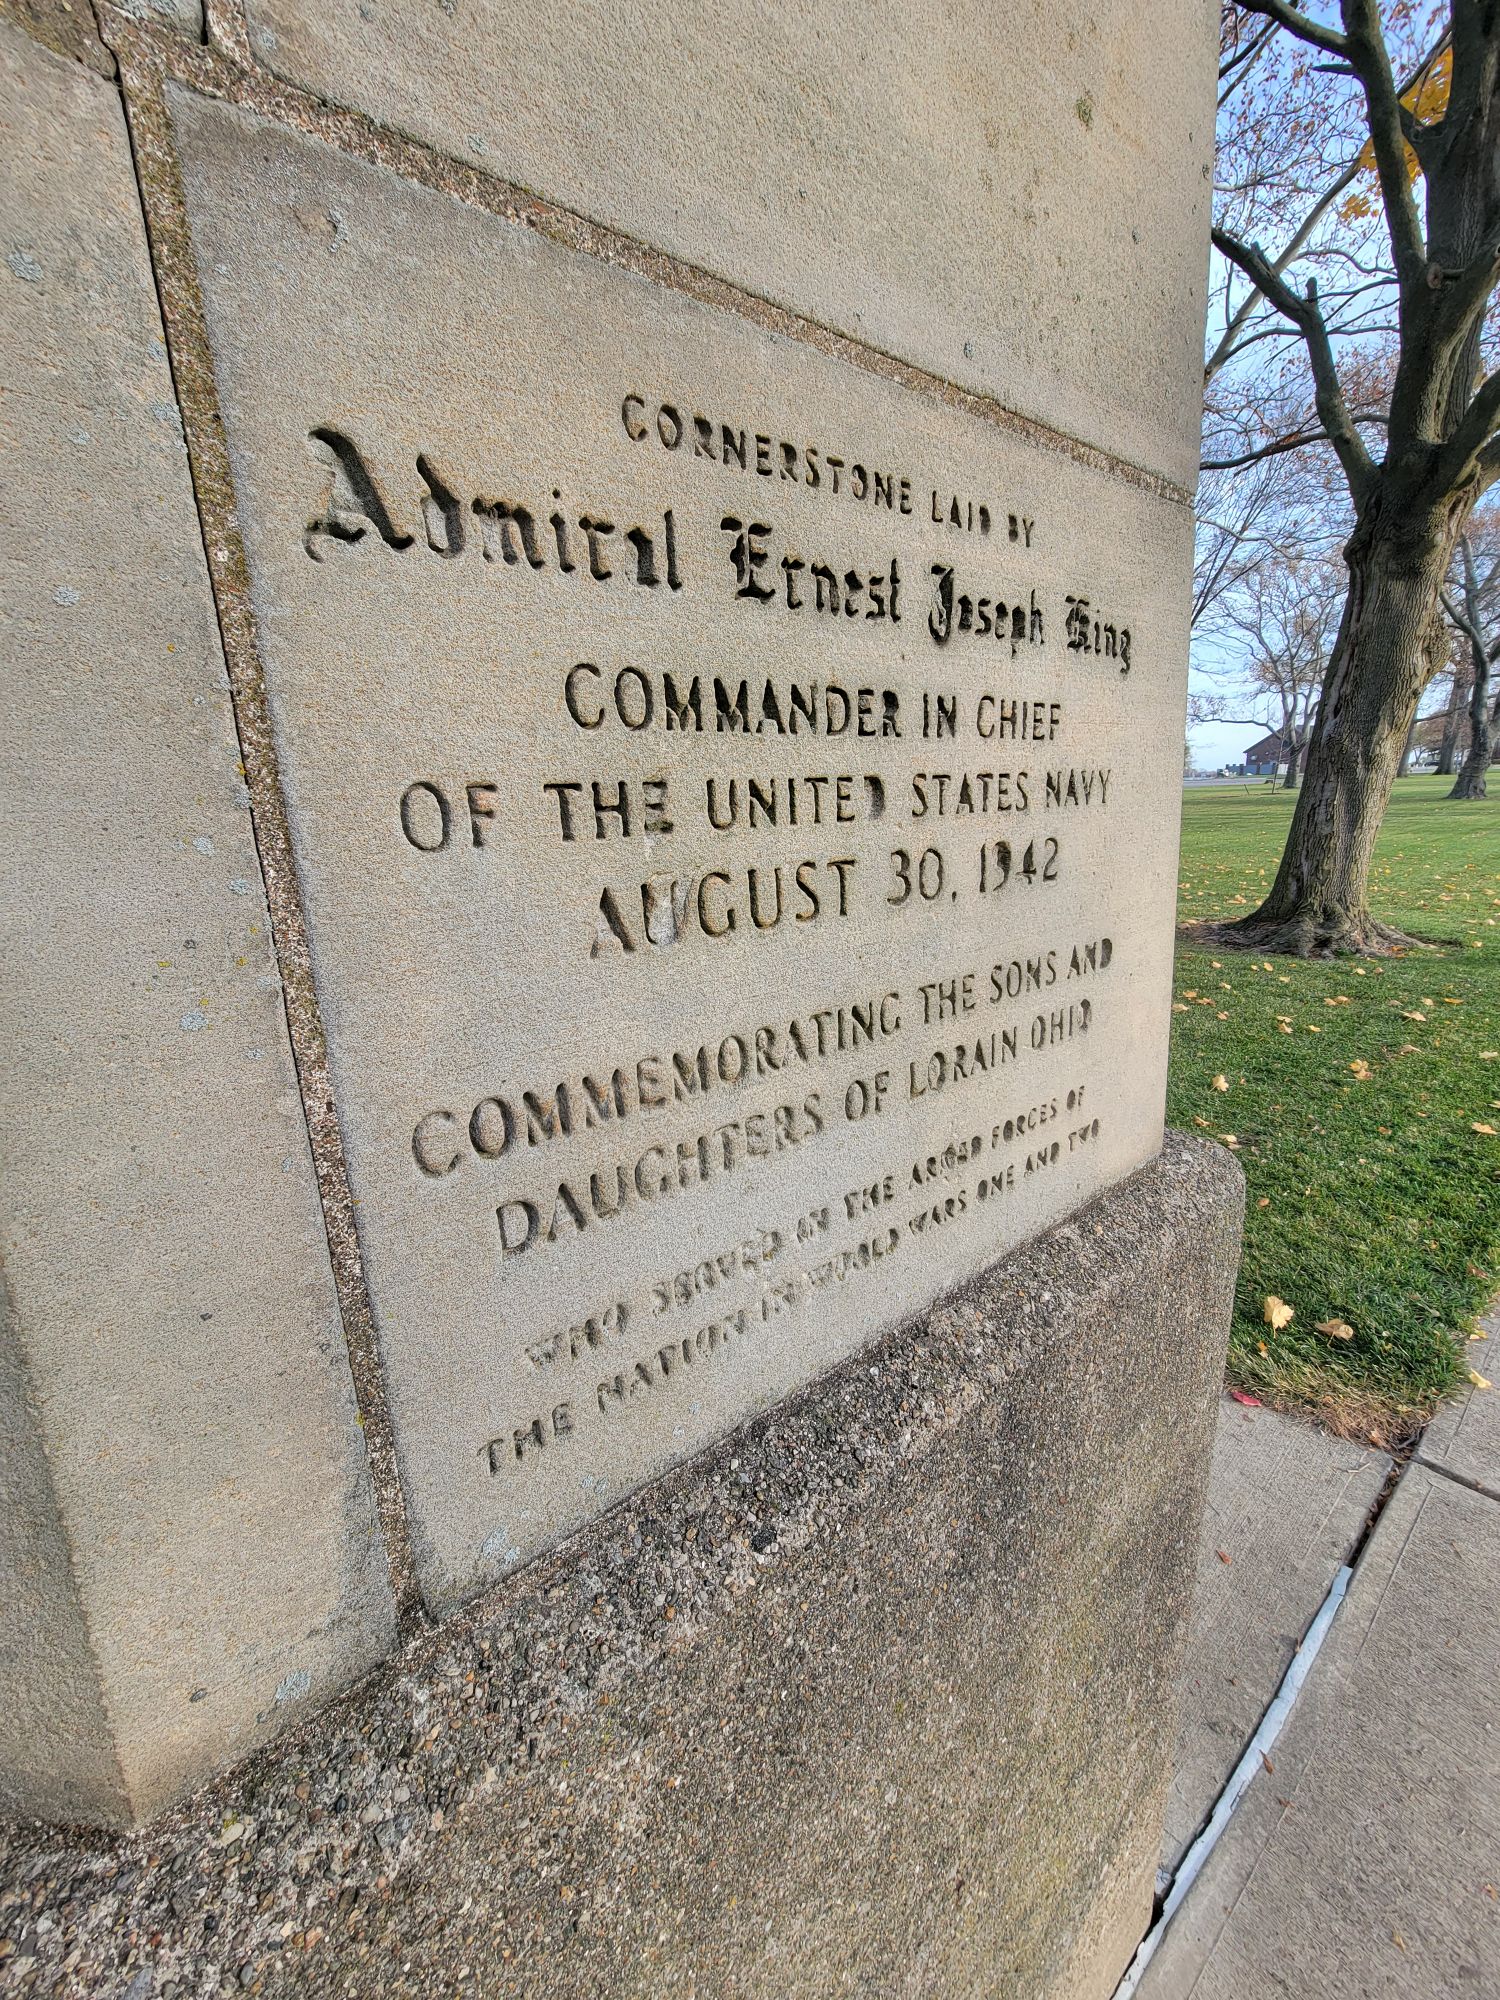 CORNERSTONE LAID BY
Admiral Ernest Joseph King
COMMANDER IN CHIEF
OF THE UNITED STATES NAVY
AUGUST 30, 1942
COMMEMORATING THE SONS AND
DAUGHTERS OF LORAIN OHIO
WHO SERVED IN THE ARMED FORCES OF
THE NATION IN WORLD WARS ONE AND TWO